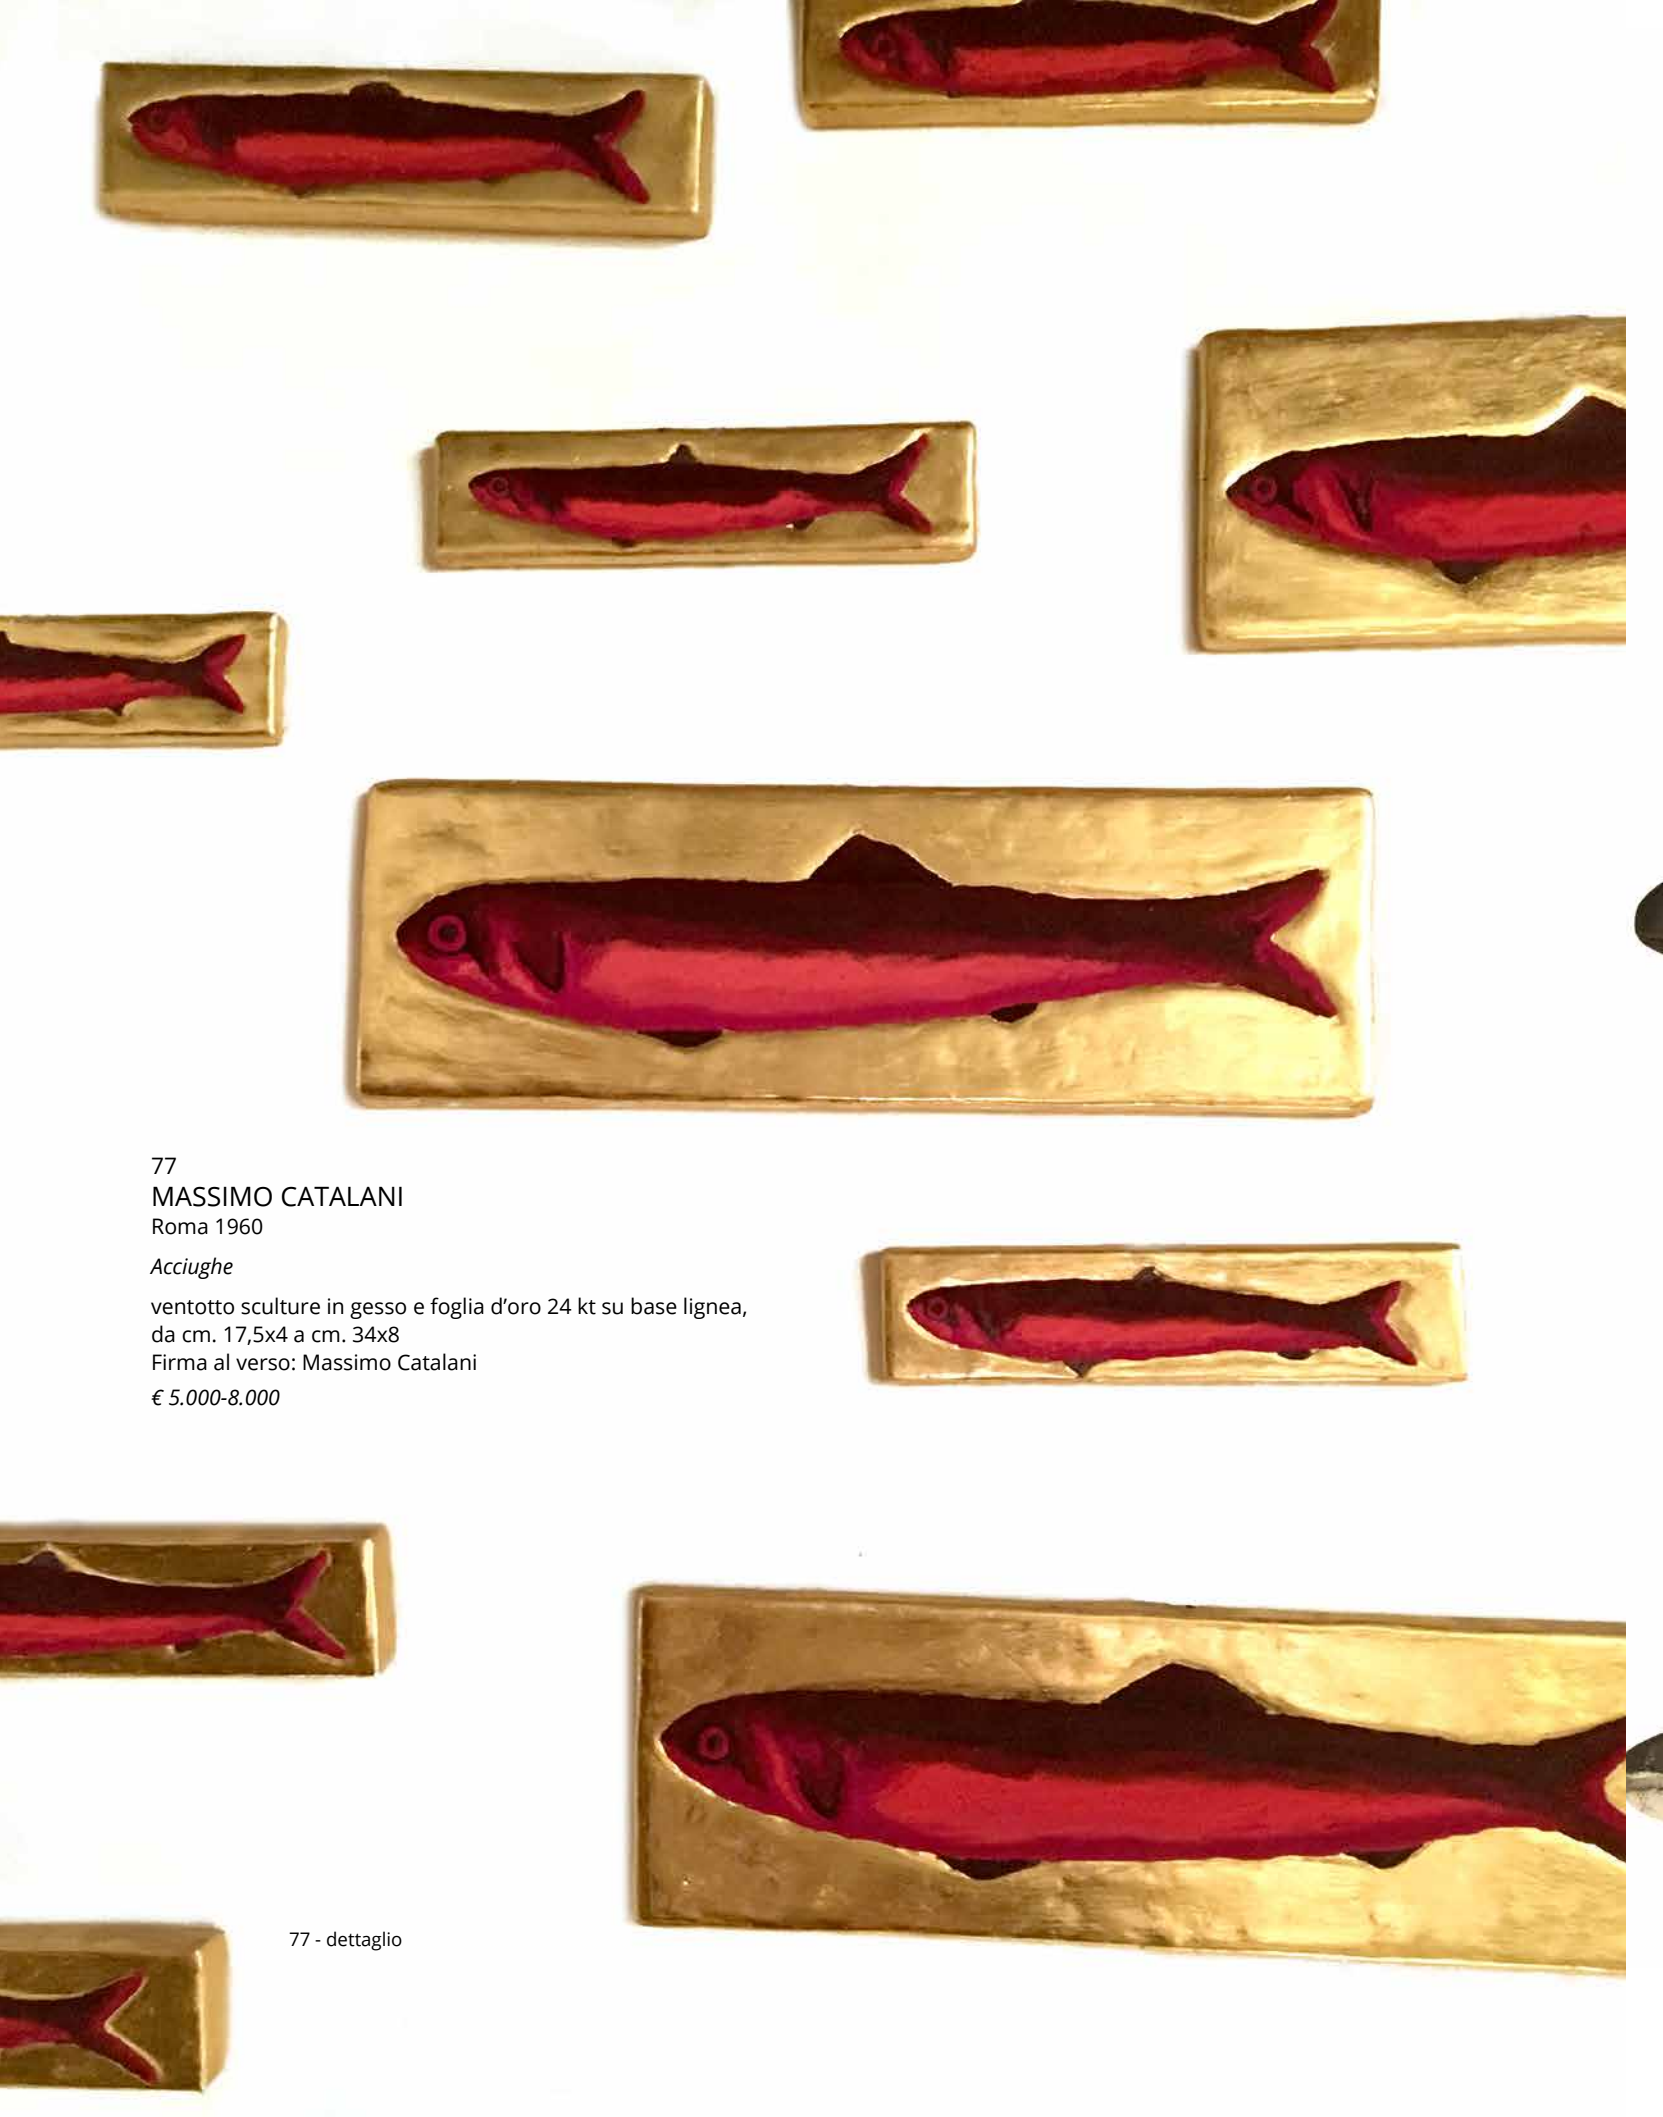 77
MASSIMO CATALANI
Roma 1960
Acciughe
ventotto sculture in gesso e foglia d’oro 24 kt su base lignea,
da cm. 17,5x4 a cm. 34x8
Firma al verso: Massimo Catalani
€ 5.000-8.000
77 - dettaglio